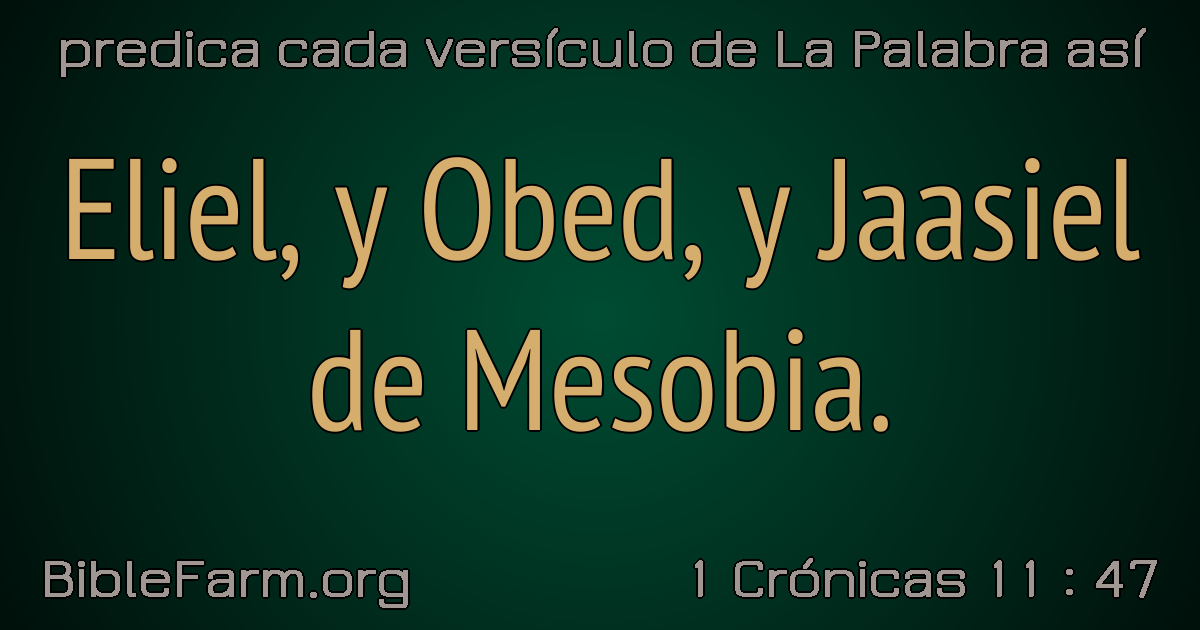 predica cada versículo de La Palabra así
Eliel, y Obed, y Jaasiel
de Mesobia.
BibleFarm.org
1 Crónicas 11 : 47